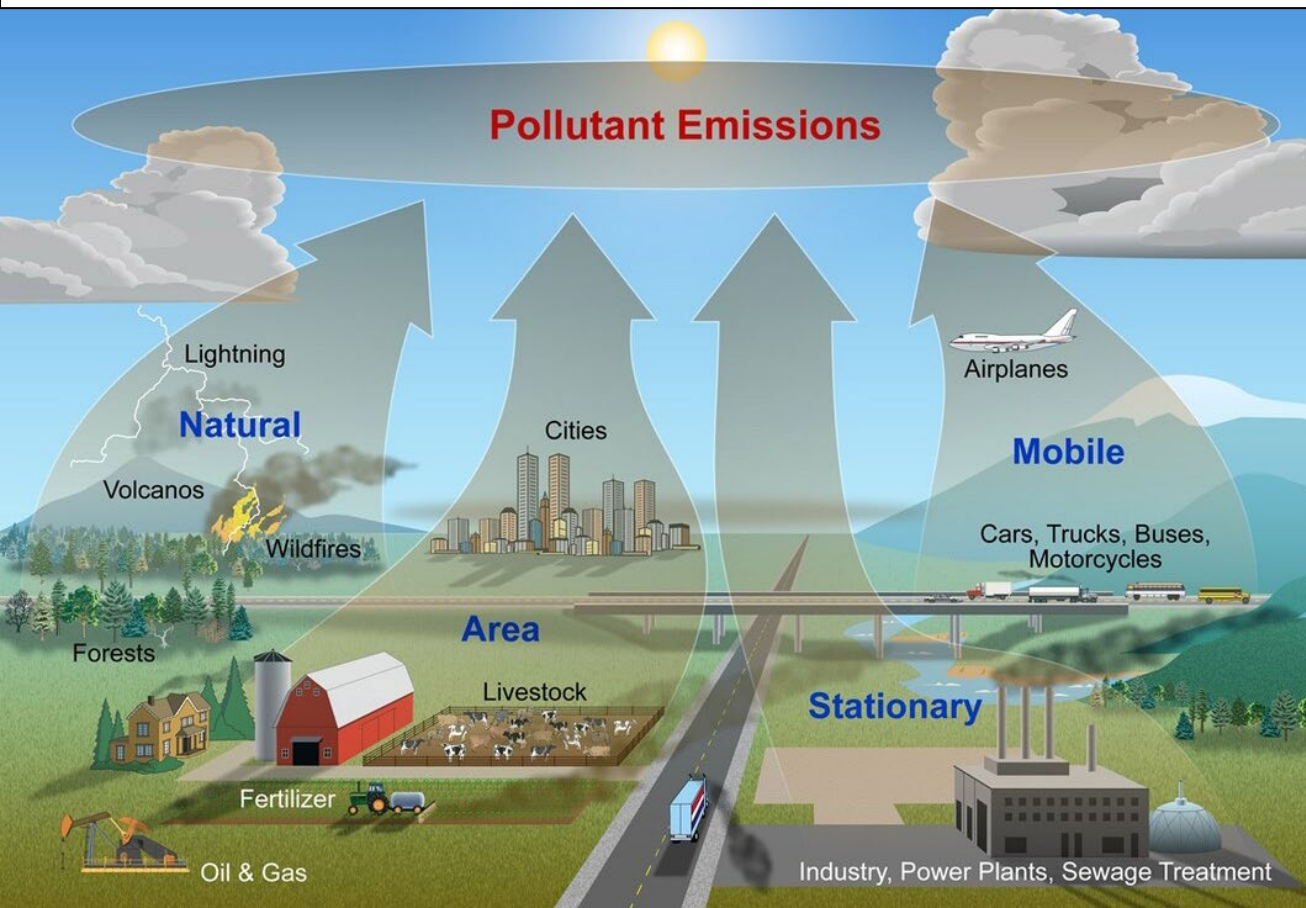 Pollutant Emissions
Lightning
Natural
Volcanos
Wildfires
Forests
Cities
Area
Livestock
Fertilizer
Oil & Gas
Airplanes
Mobile
Cars, Trucks, Buses,
Motorcycles
Stationary
Industry, Power Plants, Sewage Treatment